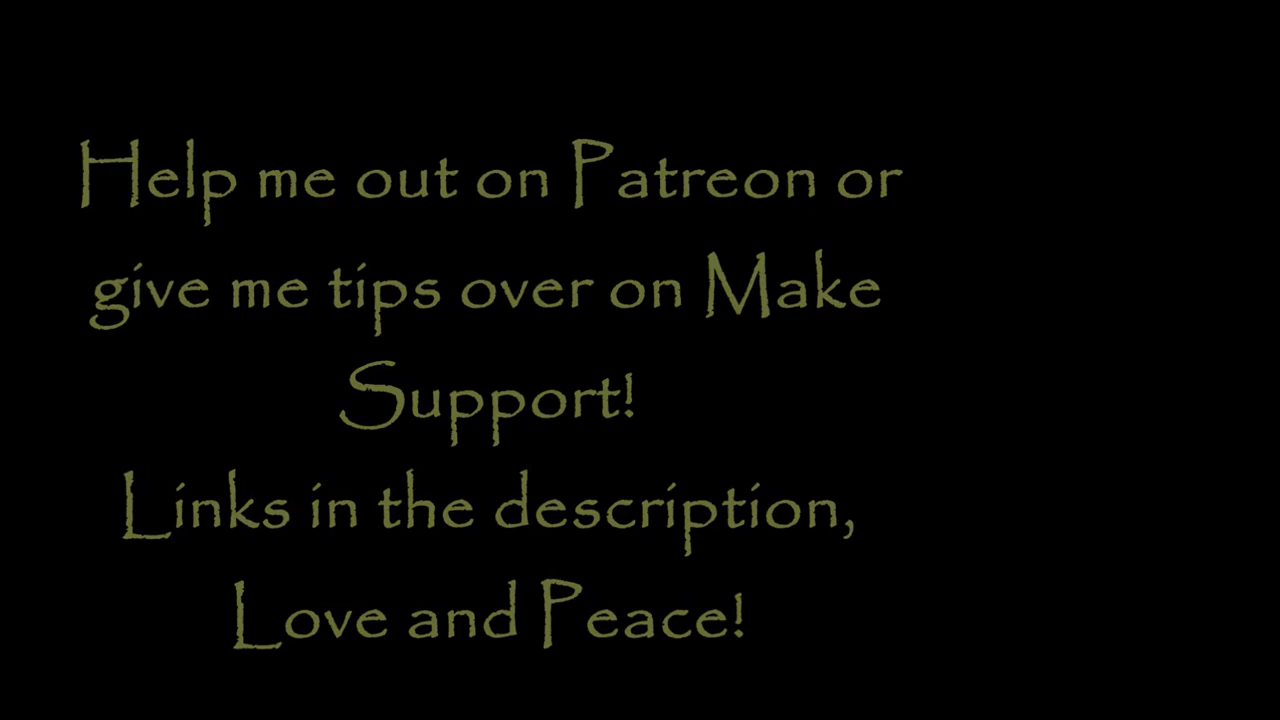 Help me out on Patreon or
give me tips over on Make
Support!
Links in the description,
Love and Peace!